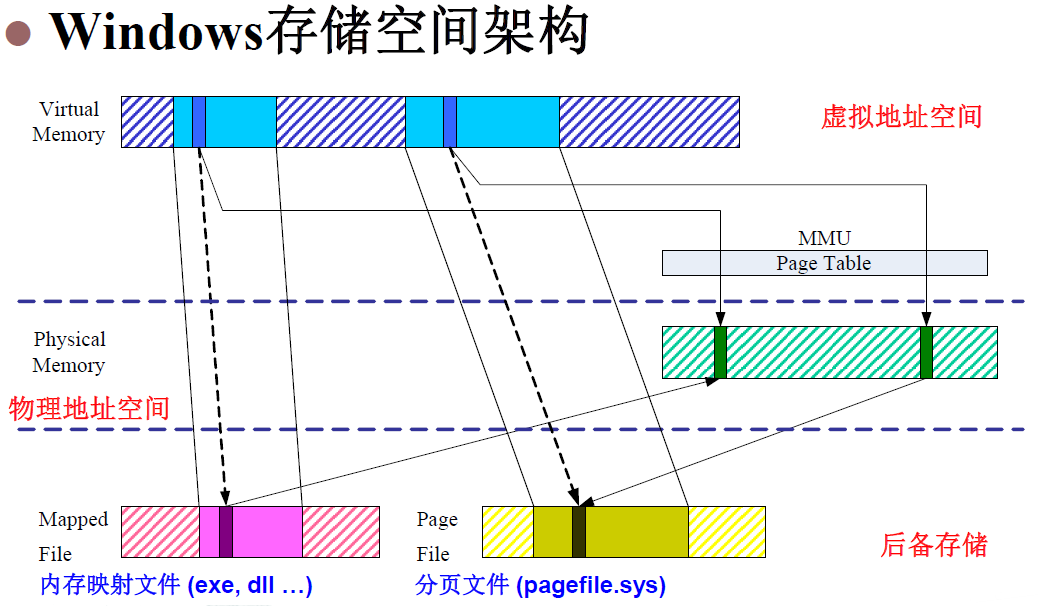 Windows存储空间架构
Virtual
Memory
虚拟地址空间
MMU
Page Table
Physical
Memory
物理地址空间
Mapped
File
Page
File
后备存储
内存映射文件 (exe, dll …)
分页文件 (pagefile.sys)